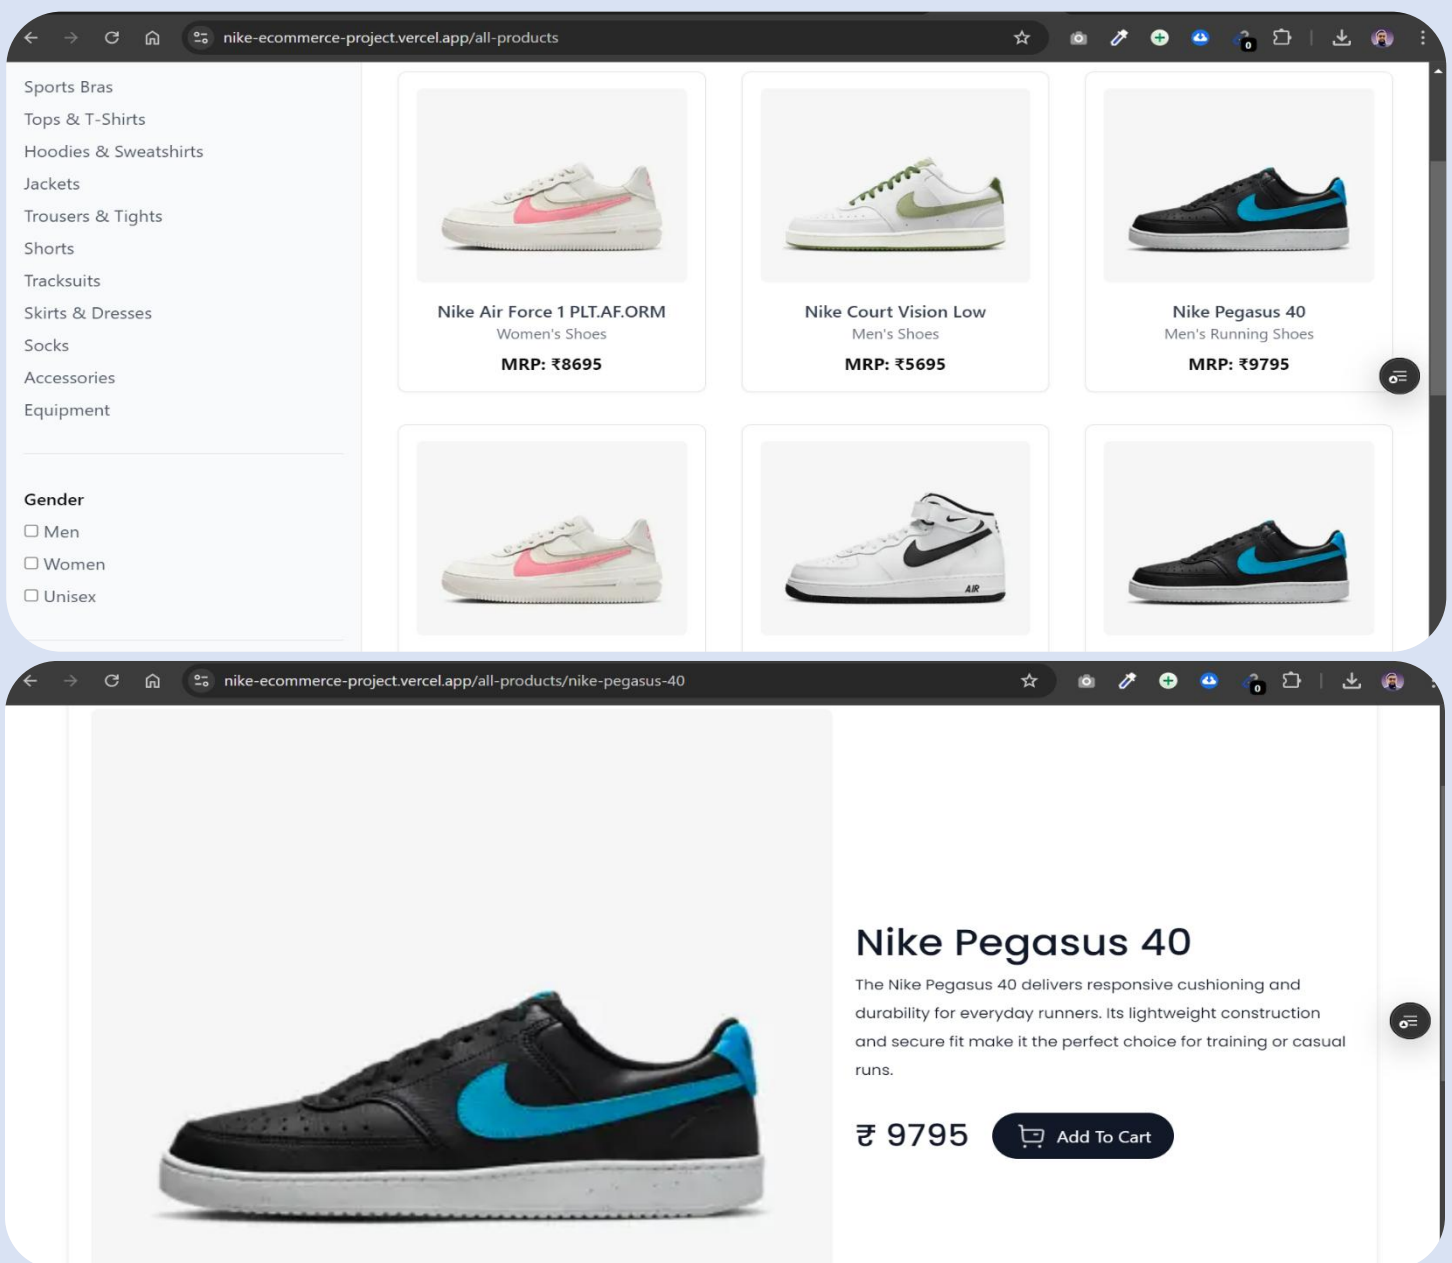 nike-ecommerce-project.vercel.app/all-products
0
Sports Bras
Tops & T-Shirts
Hoodies & Sweatshirts
Jackets
Trousers & Tights
Shorts
Tracksuits
Skirts & Dresses
Socks
Accessories
Equipment
Gender
Men
Women
Unisex
Nike Air Force 1 PLT.AF.ORM
Women's Shoes
MRP: ₹8695
Nike Court Vision Low
Men's Shoes
MRP: ₹5695
Nike Pegasus 40
Men's Running Shoes
MRP: ₹9795
AIR
nike-ecommerce-project.vercel.app/all-products/nike-pegasus-40
0
Nike Pegasus 40
The Nike Pegasus 40 delivers responsive cushioning and
durability for everyday runners. Its lightweight construction
and secure fit make it the perfect choice for training or casual
runs.
₹ 9795
Add To Cart